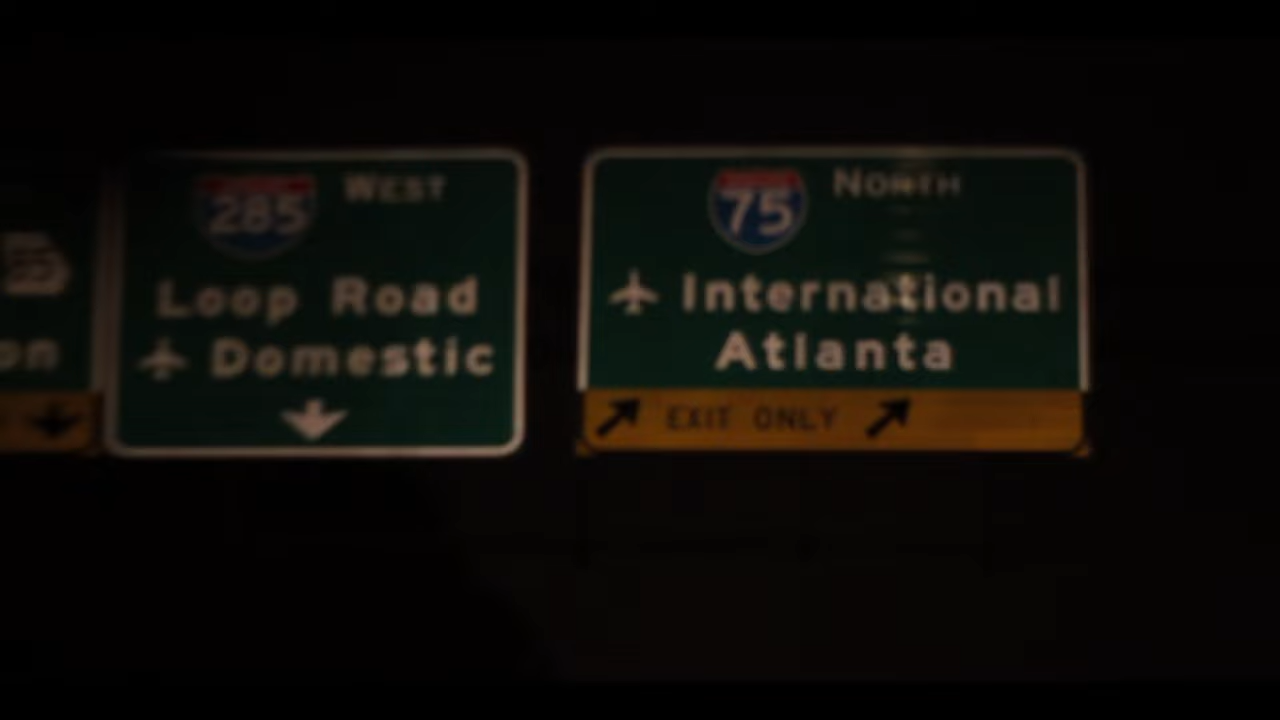 285 WEST
Loop Road
Domestic
75 NORTH
International
Atlanta
EXIT ONLY